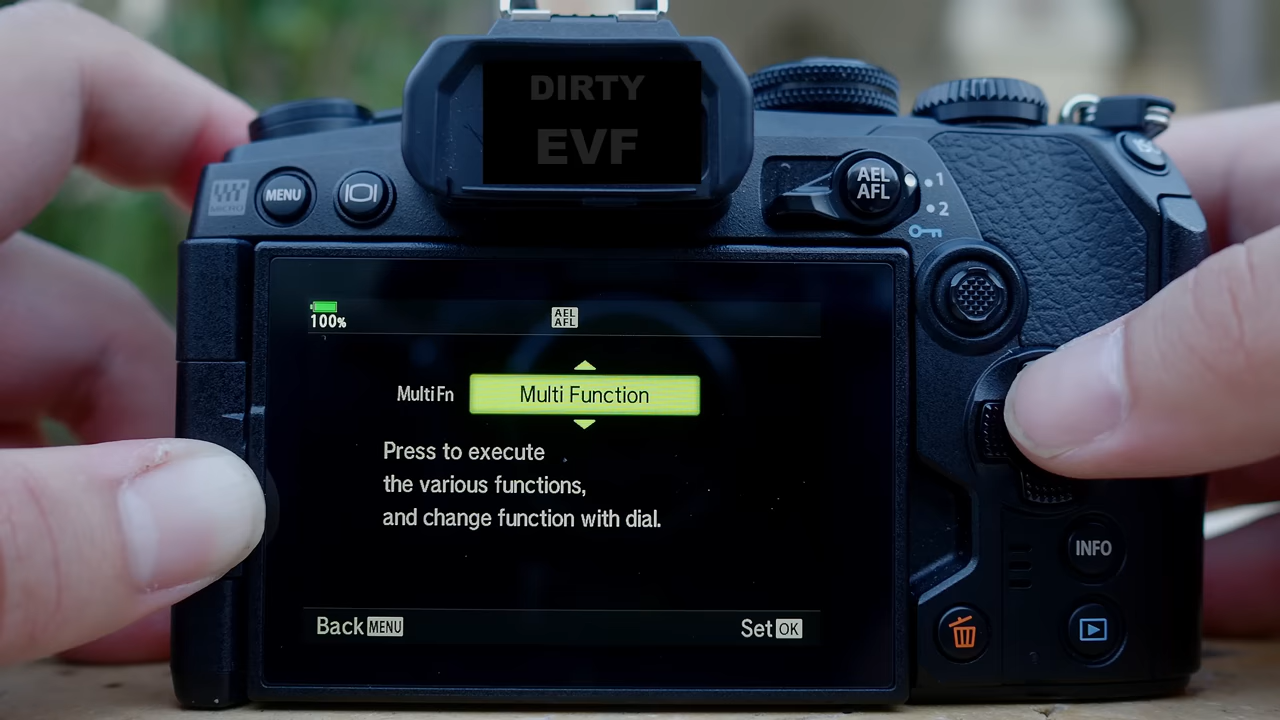 DIRTY
EVF
MICRO
MENU
AEL
AFL
1
2
100%
AEL
AFL
Multi Fn
Multi Function
Press to execute
the various functions,
and change function with dial.
INFO
Back MENU
Set OK